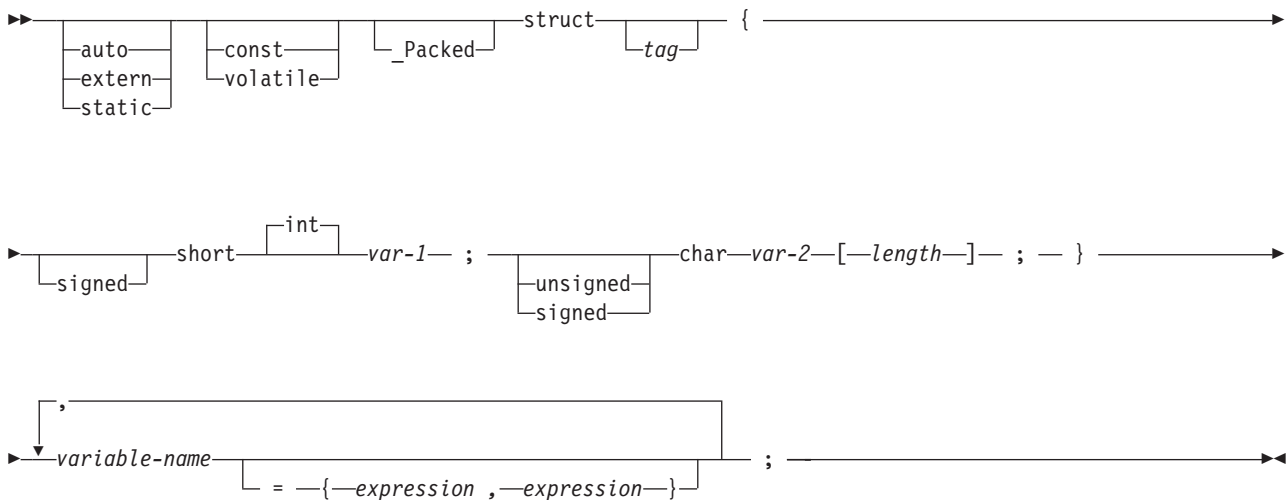 struct {
auto const _Packed tag
extern volatile
static
int
short var-1 ; char var-2 [ length ] ; }
signed unsigned
signed
,
variable-name ;
= { expression , expression }